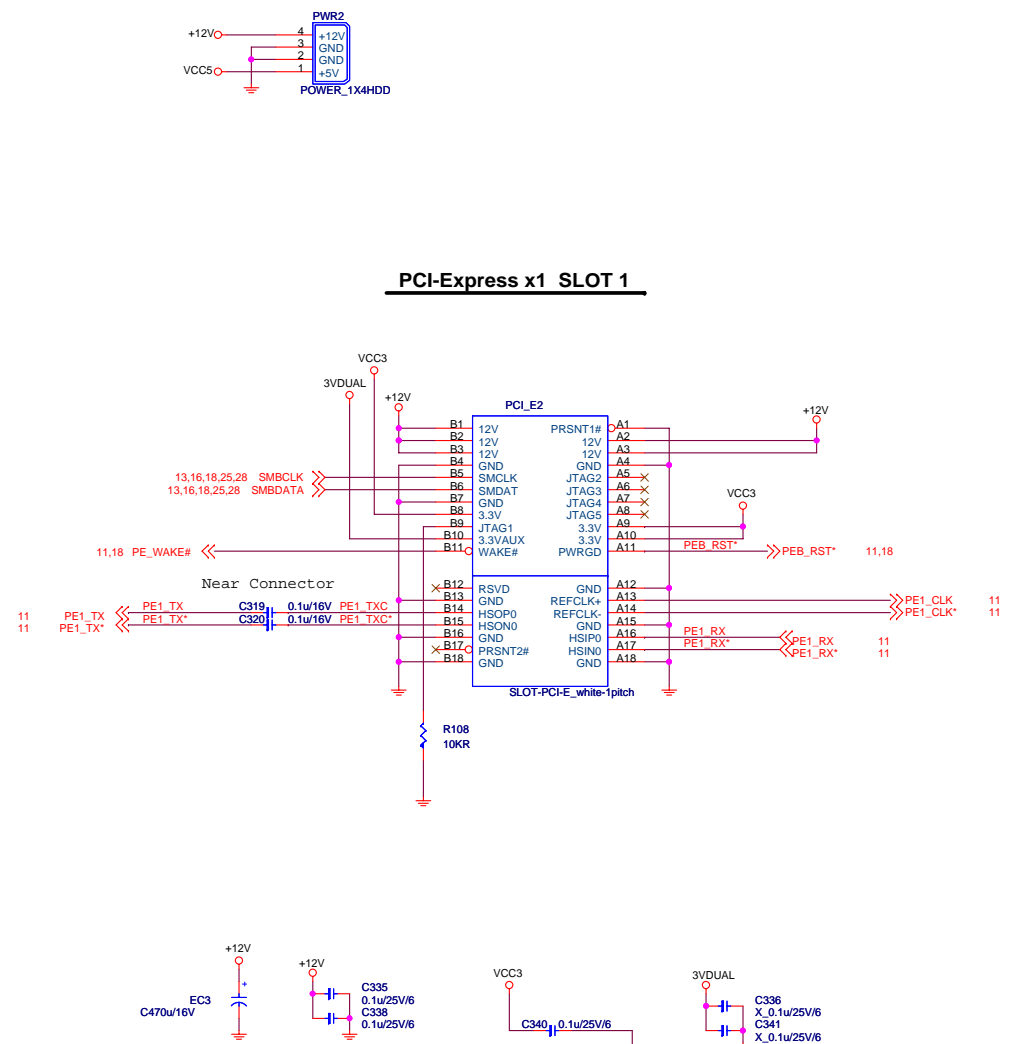 PWR2
+12V 4 +12V
3 GND
2 GND
VCC5 1 +5V
POWER_1X4HDD
PCI-Express x1 SLOT 1
VCC3
3VDUAL
+12V
PCI_E2
+12V
B1 12V PRSNT1# A1
B2 12V 12V A2
B3 12V 12V A3
B4 GND GND A4
13,16,18,25,28 SMBCLK B5 SMCLK JTAG2 A5
13,16,18,25,28 SMBDATA B6 SMDAT JTAG3 A6
B7 GND JTAG4 A7
B8 3.3V JTAG5 A8
VCC3
B9 JTAG1 3.3V A9
B10 3.3VAUX 3.3V A10
11,18 PE_WAKE# B11 WAKE# PWRGD A11 PEB_RST* PEB_RST* 11,18
Near Connector
B12 RSVD GND A12
B13 GND REFCLK+ A13 PE1_CLK 11
11 PE1_TX PE1_TX C319 0.1u/16V PE1_TXC B14 HSOP0 REFCLK- A14 PE1_CLK* 11
11 PE1_TX* PE1_TX* C320 0.1u/16V PE1_TXC* B15 HSON0 GND A15
B16 GND HSIP0 A16 PE1_RX PE1_RX 11
B17 PRSNT2# HSIN0 A17 PE1_RX* PE1_RX* 11
B18 GND GND A18
SLOT-PCI-E_white-1pitch
R108
10KR
+12V
EC3
C470u/16V
+12V
C335
0.1u/25V/6
C338
0.1u/25V/6
VCC3
C340 0.1u/25V/6
3VDUAL
C336
X_0.1u/25V/6
C341
X_0.1u/25V/6